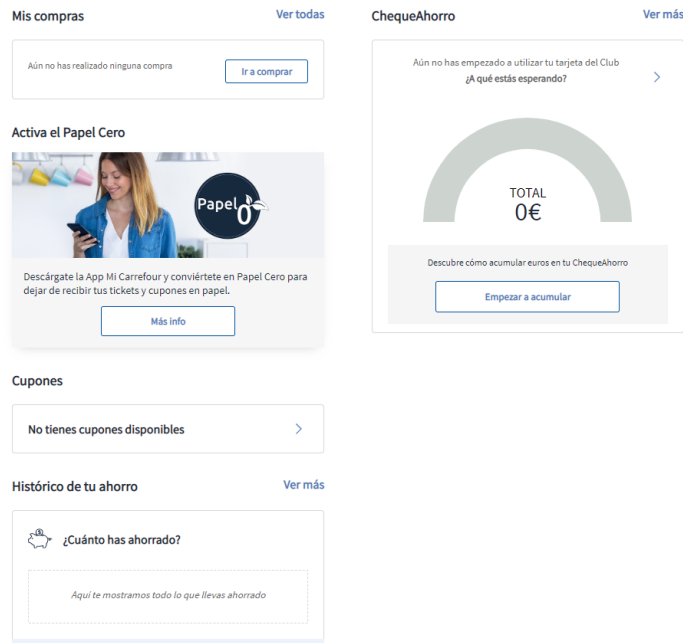 Mis compras
Ver todas
Aún no has realizado ninguna compra
Ir a comprar
Activa el Papel Cero
Papel
0
Descárgate la App Mi Carrefour y conviértete en Papel Cero para
dejar de recibir tus tickets y cupones en papel.
Más info
Cupones
No tienes cupones disponibles
Histórico de tu ahorro
Ver más
¿Cuánto has ahorrado?
Aquí te mostramos todo lo que llevas ahorrado
ChequeAhorro
Ver más
Aún no has empezado a utilizar tu tarjeta del Club
¿A qué estás esperando?
TOTAL
0€
Descubre cómo acumular euros en tu ChequeAhorro
Empezar a acumular